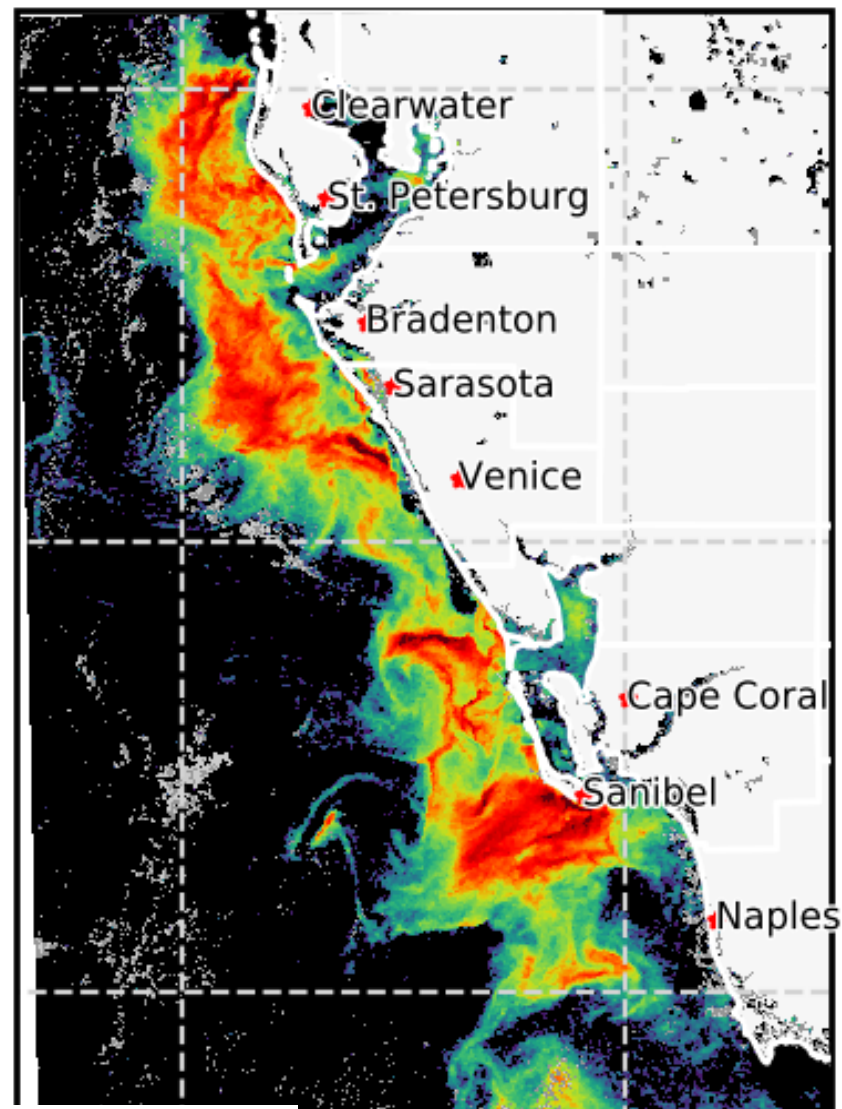 Clearwater
St. Petersburg
Bradenton
Sarasota
Venice
Cape Coral
Sanibel
Naples